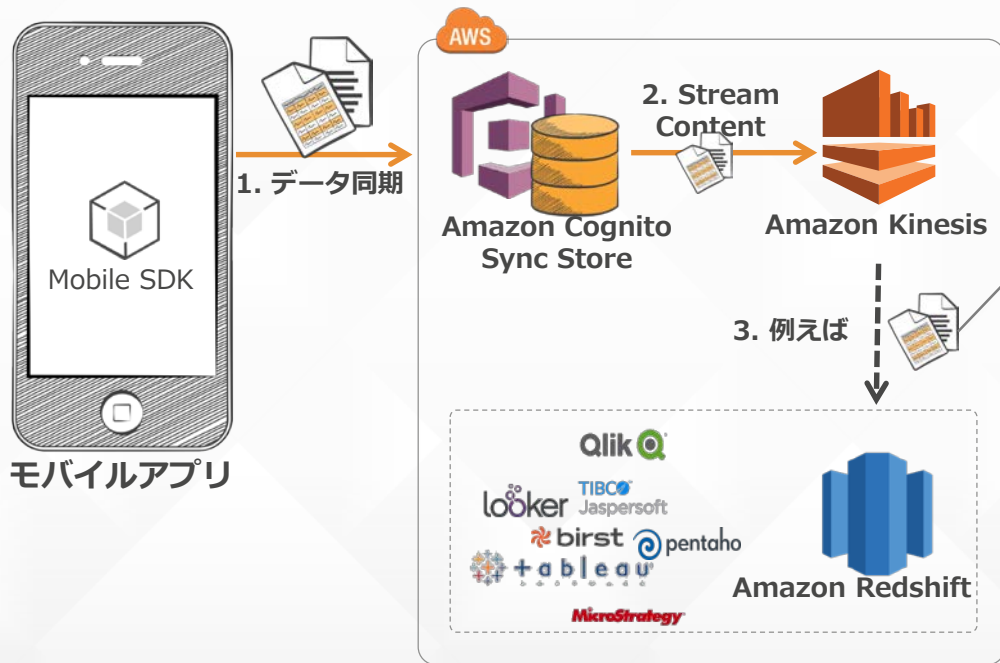 AWS
2. Stream
Content
1. データ同期
Mobile SDK
Amazon Cognito
Sync Store
Amazon Kinesis
3. 例えば
モバイルアプリ
Qlik
looker
TIBCO
Jaspersoft
birst
pentaho
tableau
MicroStrategy
Amazon Redshift